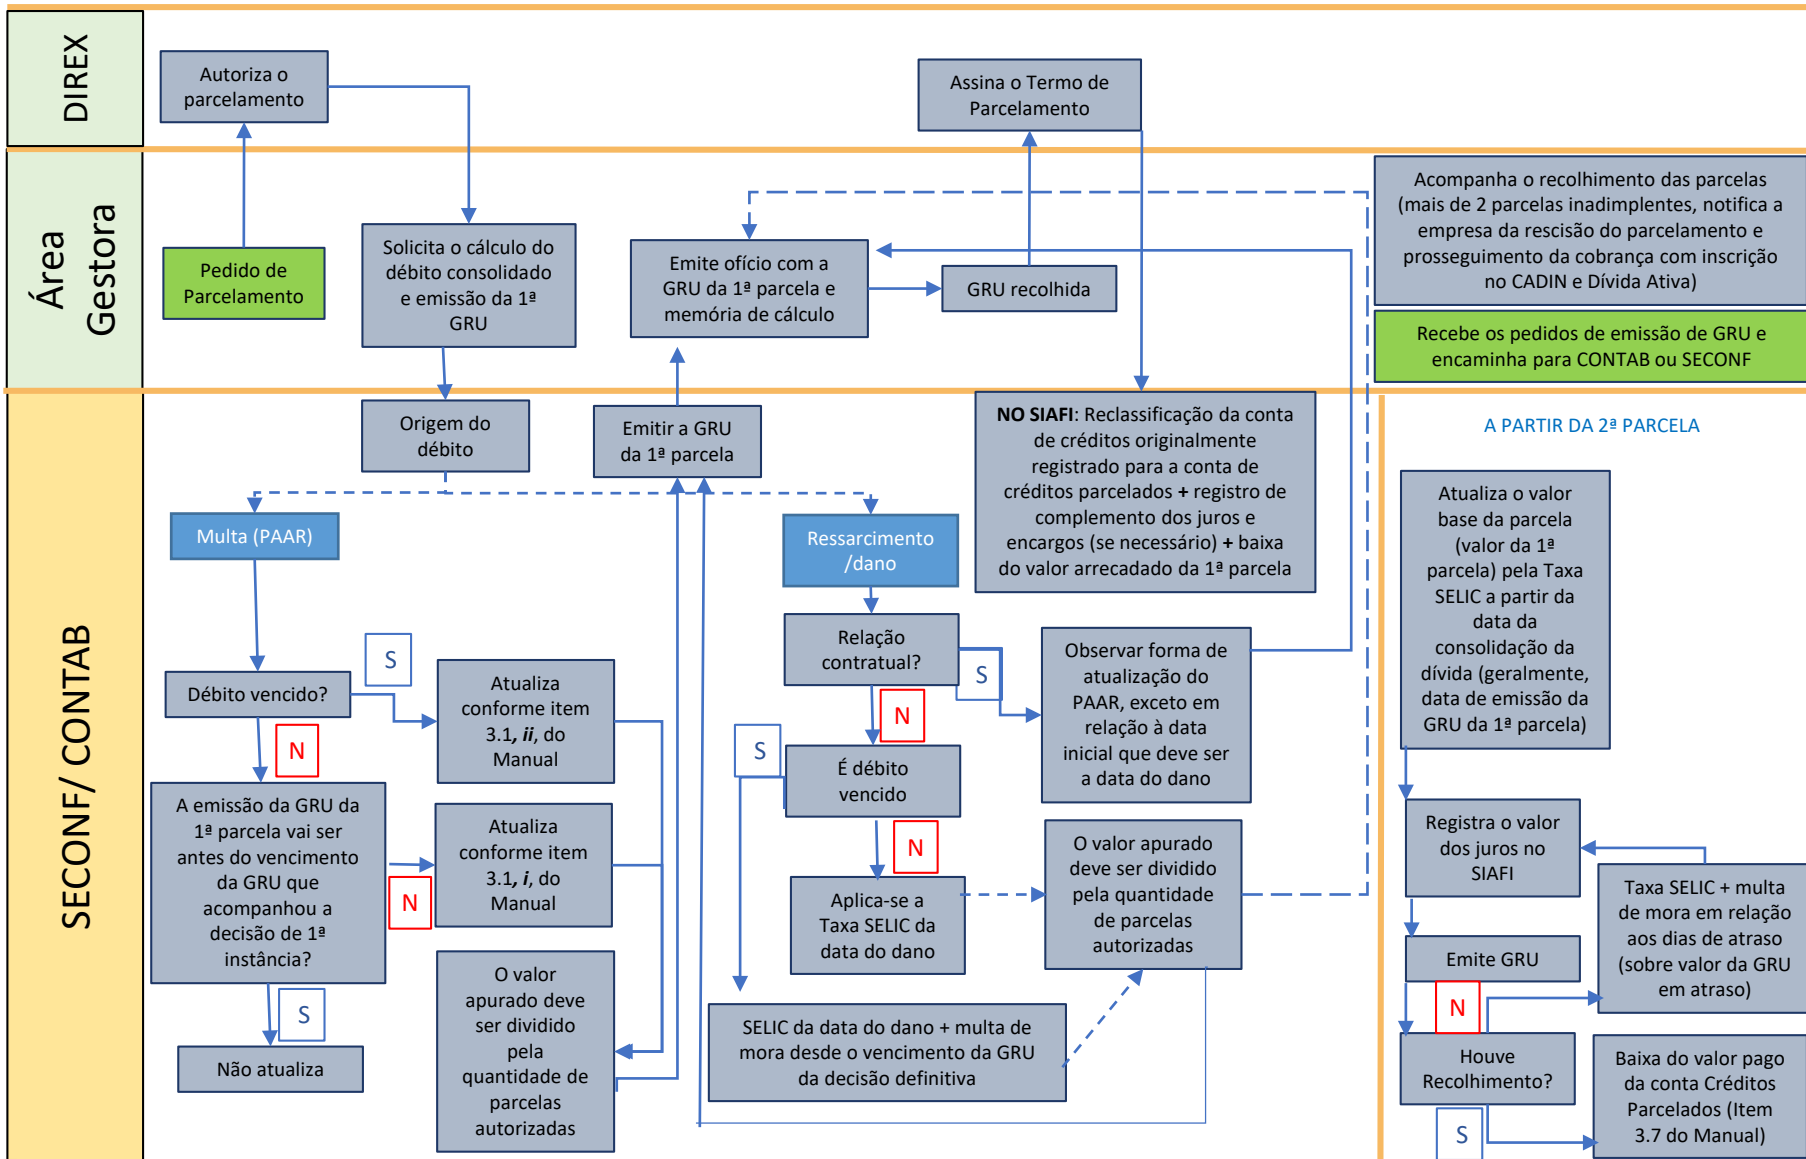 DIREX
Autoriza o
parcelamento
Assina o Termo de
Parcelamento
Área
Gestora
Pedido de
Parcelamento
Solicita o cálculo do
débito consolidado
e emissão da 1ª
GRU
Emite ofício com a
GRU da 1ª parcela e
memória de cálculo
GRU recolhida
Acompanha o recolhimento das parcelas
(mais de 2 parcelas inadimplentes, notifica a
empresa da rescisão do parcelamento e
prosseguimento da cobrança com inscrição
no CADIN e Dívida Ativa)
Recebe os pedidos de emissão de GRU e
encaminha para CONTAB ou SECONF
SECONF/ CONTAB
Origem do
débito
Emitir a GRU
da 1ª parcela
NO SIAFI: Reclassificação da conta
de créditos originalmente
registrado para a conta de
créditos parcelados + registro de
complemento dos juros e
encargos (se necessário) + baixa
do valor arrecadado da 1ª parcela
Multa (PAAR)
Ressarcimento
/dano
Débito vencido?
S
Atualiza
conforme item
3.1, ii, do
Manual
N
A emissão da GRU da
1ª parcela vai ser
antes do vencimento
da GRU que
acompanhou a
decisão de 1ª
instância?
N
Atualiza
conforme item
3.1, i, do
Manual
S
Não atualiza
O valor
apurado deve
ser dividido
pela
quantidade de
parcelas
autorizadas
Relação
contratual?
S
Observar forma de
atualização do
PAAR, exceto em
relação à data
inicial que deve ser
a data do dano
N
S
É débito
vencido
N
Aplica-se a
Taxa SELIC da
data do dano
O valor apurado
deve ser dividido
pela quantidade
de parcelas
autorizadas
SELIC da data do dano + multa de
mora desde o vencimento da GRU
da decisão definitiva
A PARTIR DA 2ª PARCELA
Atualiza o valor
base da parcela
(valor da 1ª
parcela) pela Taxa
SELIC a partir da
data da
consolidação da
dívida (geralmente,
data de emissão da
GRU da 1ª parcela)
Registra o valor
dos juros no
SIAFI
Emite GRU
Taxa SELIC + multa
de mora em relação
aos dias de atraso
(sobre valor da GRU
em atraso)
N
Houve
Recolhimento?
S
Baixa do valor pago
da conta Créditos
Parcelados (Item
3.7 do Manual)